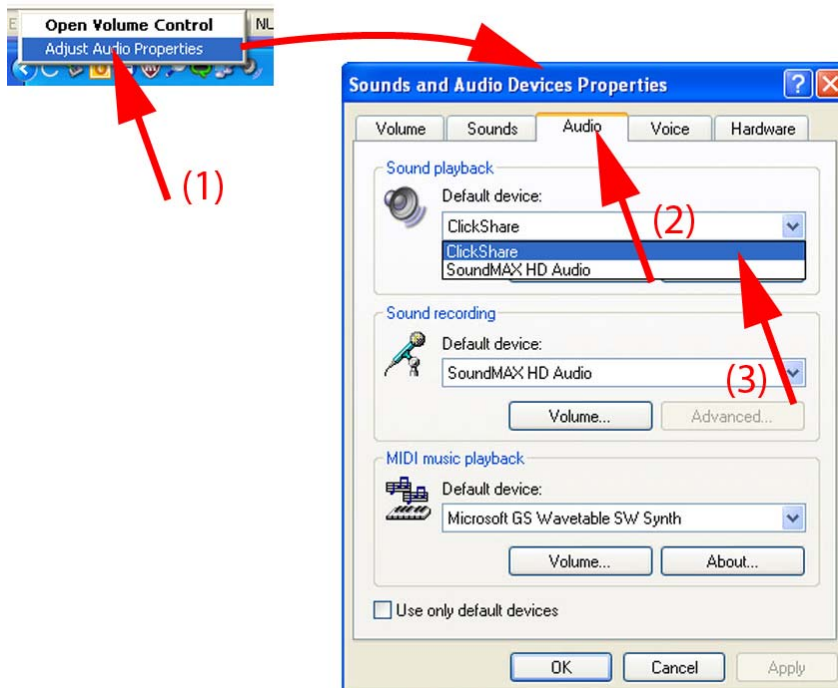 E
Open Volume Control
NL
Adjust Audio Properties
(1)
Sounds and Audio Devices Properties
?
X
Volume
Sounds
Audio
Voice
Hardware
Sound playback
Default device:
ClickShare
(2)
ClickShare
SoundMAX HD Audio
Sound recording
Default device:
SoundMAX HD Audio
(3)
Volume...
Advanced...
MIDI music playback
Default device:
Microsoft GS Wavetable SW Synth
Volume...
About...
Use only default devices
OK
Cancel
Apply